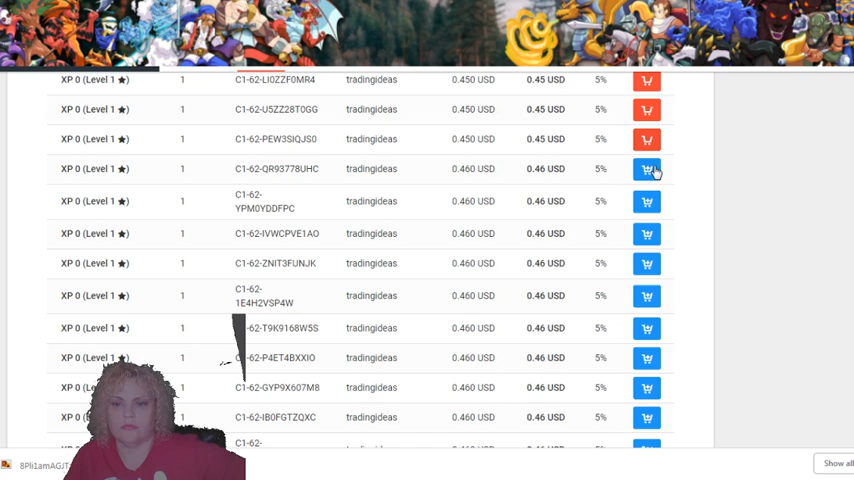 XP 0 (Level 1 ★) 1 C1-62-LI0ZZF0MR4 tradingideas 0.450 USD 0.45 USD 5%
XP 0 (Level 1 ★) 1 C1-62-U5ZZ28T0GG tradingideas 0.450 USD 0.45 USD 5%
XP 0 (Level 1 ★) 1 C1-62-PEW3SIQJS0 tradingideas 0.450 USD 0.45 USD 5%
XP 0 (Level 1 ★) 1 C1-62-QR93778UHC tradingideas 0.460 USD 0.46 USD 5%
XP 0 (Level 1 ★) 1 C1-62-
YPM0YDDFPC tradingideas 0.460 USD 0.46 USD 5%
XP 0 (Level 1 ★) 1 C1-62-IVWCPVE1AO tradingideas 0.460 USD 0.46 USD 5%
XP 0 (Level 1 ★) 1 C1-62-ZNIT3FUNJK tradingideas 0.460 USD 0.46 USD 5%
XP 0 (Level 1 ★) 1 C1-62-
1E4H2VSP4W tradingideas 0.460 USD 0.46 USD 5%
XP 0 (Level 1 ★) 1 -62-T9K9168W5S tradingideas 0.460 USD 0.46 USD 5%
XP 0 (Level 1 ★) 1 -62-P4ET4BXXIO tradingideas 0.460 USD 0.46 USD 5%
XP 1 C1-62-GYP9X607M8 tradingideas 0.460 USD 0.46 USD 5%
XP 1 C1-62-IB0FGTZQXC tradingideas 0.460 USD 0.46 USD 5%
C1-62-
8Pli1amAGJT Show all